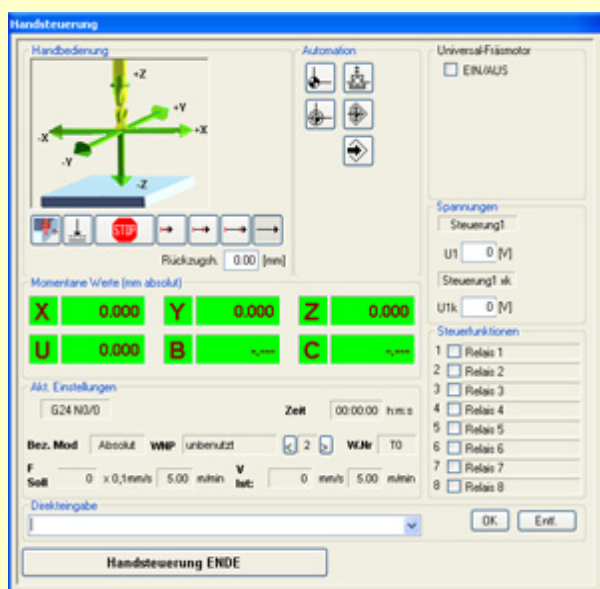 Handsteuerung
Handbedienung
+Z
+Y
-X
+X
-Y
-Z
STOP
Rückzugsh. 0.00 [mm]
Automation
Universal-Fräsmotor
EIN/AUS
Spannungen
Steuerung1
U1 0 [V]
Steuerung1 xk
U1k 0 [V]
Momentane Werte (mm absolut)
X 0.000 Y 0.000 Z 0.000
U 0.000 B -.--- C -.---
Steuerfunktionen
1 Relais 1
2 Relais 2
3 Relais 3
4 Relais 4
5 Relais 5
6 Relais 6
7 Relais 7
8 Relais 8
Akt. Einstellungen
G24 N0/0 Zeit 00:00:00 h:m:s
Bez. Mod Absolut WNP unbenutzt < 2 > W.Nr T0
F Soll 0 x 0,1mm/s 5.00 m/min V Ist: 0 mm/s 5.00 m/min
Direkteingabe
OK Entf.
Handsteuerung ENDE